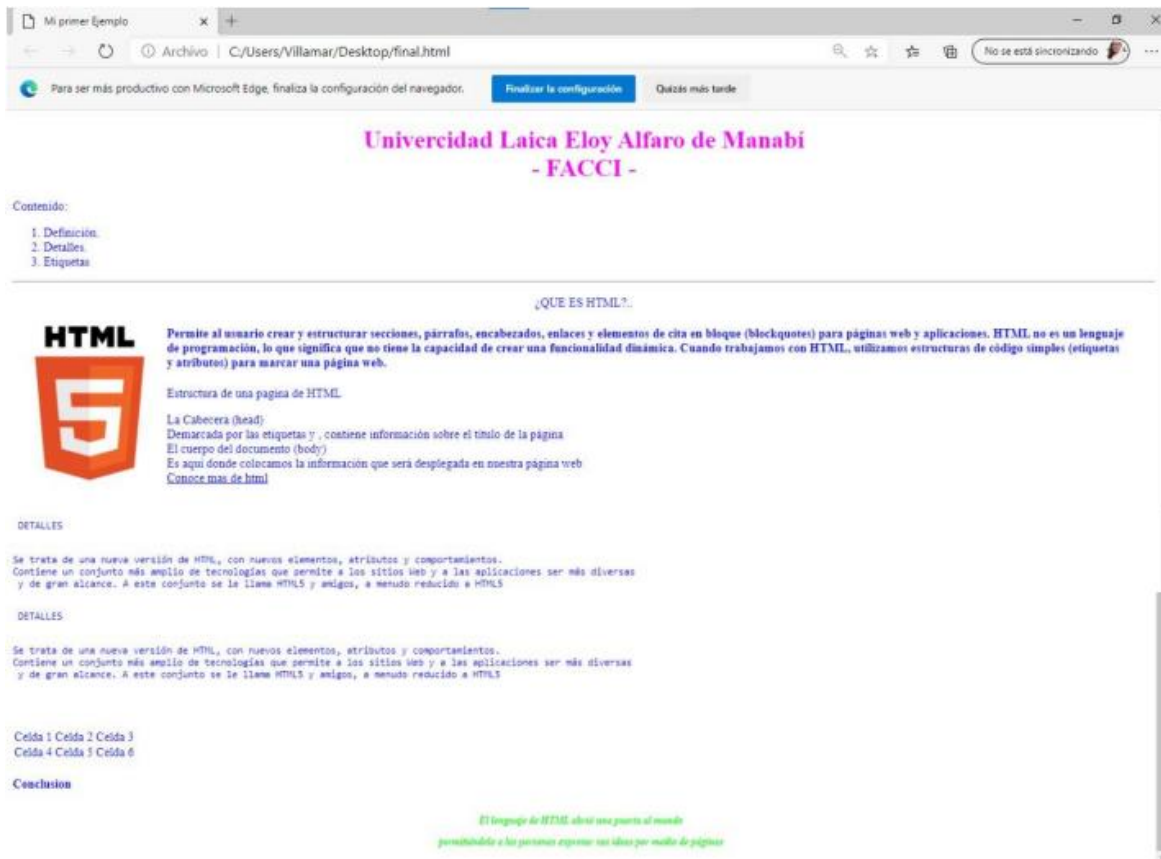 Mi primer Ejemplo
Archivo | C:/Users/Villamar/Desktop/final.html
No se está sincronizando
Para ser más productivo con Microsoft Edge, finaliza la configuración del navegador.
Finalizar la configuración
Quizás más tarde
Univercidad Laica Eloy Alfaro de Manabí
- FACCI -
Contenido:
1. Definición.
2. Detalles.
3. Etiquetas
¿QUE ES HTML?..
HTML
5
Permite al usuario crear y estructurar secciones, párrafos, encabezados, enlaces y elementos de cita en bloque (blockquotes) para páginas web y aplicaciones. HTML no es un lenguaje
de programación, lo que significa que no tiene la capacidad de crear una funcionalidad dinámica. Cuando trabajamos con HTML, utilizamos estructuras de código simples (etiquetas
y atributos) para marcar una página web.
Estructura de una pagina de HTML
La Cabecera (head)
Demarcada por las etiquetas y , contiene información sobre el título de la página
El cuerpo del documento (body)
Es aquí donde colocamos la información que será desplegada en nuestra página web
Conoce mas de html
DETALLES
Se trata de una nueva versión de HTML, con nuevos elementos, atributos y comportamientos.
Contiene un conjunto más amplio de tecnologías que permite a los sitios Web y a las aplicaciones ser más diversas
y de gran alcance. A este conjunto se le llama HTML5 y amigos, a menudo reducido a HTML5
DETALLES
Se trata de una nueva versión de HTML, con nuevos elementos, atributos y comportamientos.
Contiene un conjunto más amplio de tecnologías que permite a los sitios Web y a las aplicaciones ser más diversas
y de gran alcance. A este conjunto se le llama HTML5 y amigos, a menudo reducido a HTML5
Celda 1 Celda 2 Celda 3
Celda 4 Celda 5 Celda 6
Conclusion
El lenguaje de HTML abrió una puerta al mundo
permitiéndole a las personas expresar sus ideas por medio de páginas